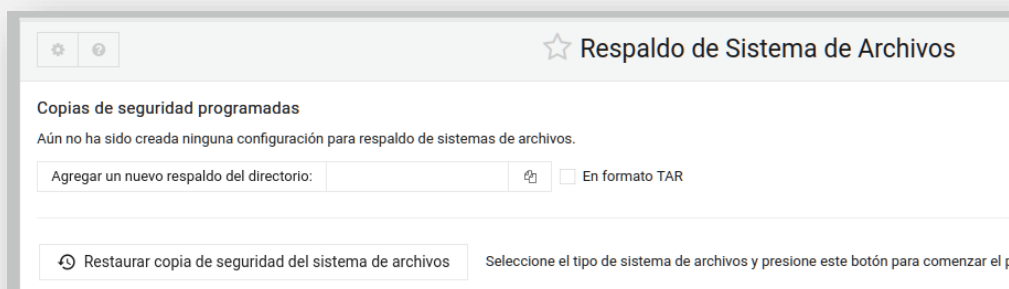 Respaldo de Sistema de Archivos
Copias de seguridad programadas
Aún no ha sido creada ninguna configuración para respaldo de sistemas de archivos.
Agregar un nuevo respaldo del directorio: En formato TAR
Restaurar copia de seguridad del sistema de archivos Seleccione el tipo de sistema de archivos y presione este botón para comenzar el